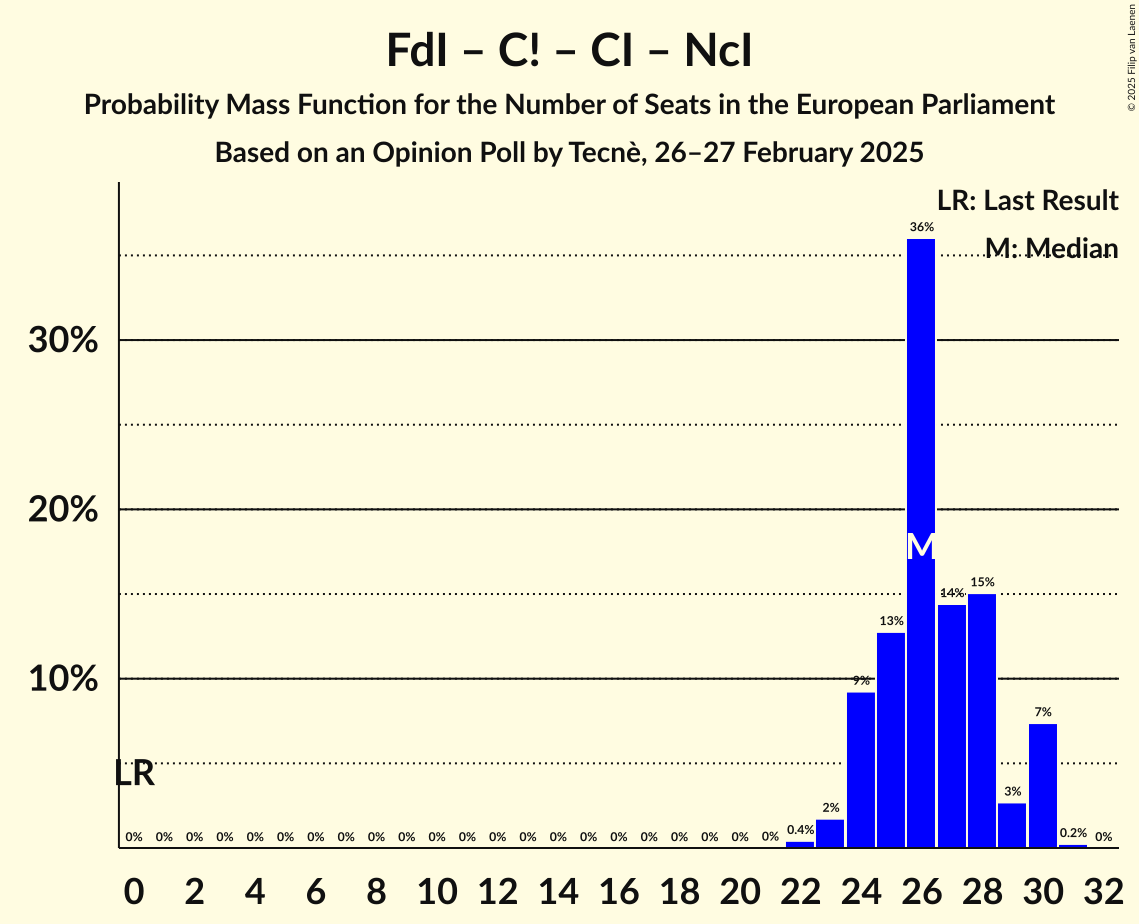 FdI – C! – CI – NcI
Probability Mass Function for the Number of Seats in the European Parliament
Based on an Opinion Poll by Tecnè, 26–27 February 2025
© 2025 Filip van Laenen
LR: Last Result
M: Median
36%
30%
20%
M
15%
14%
13%
10%
9%
7%
LR
3%
2%
0% 0% 0% 0% 0% 0% 0% 0% 0% 0% 0% 0% 0% 0% 0% 0% 0% 0% 0% 0% 0% 0% 0.4% 0.2% 0%
0 2 4 6 8 10 12 14 16 18 20 22 24 26 28 30 32